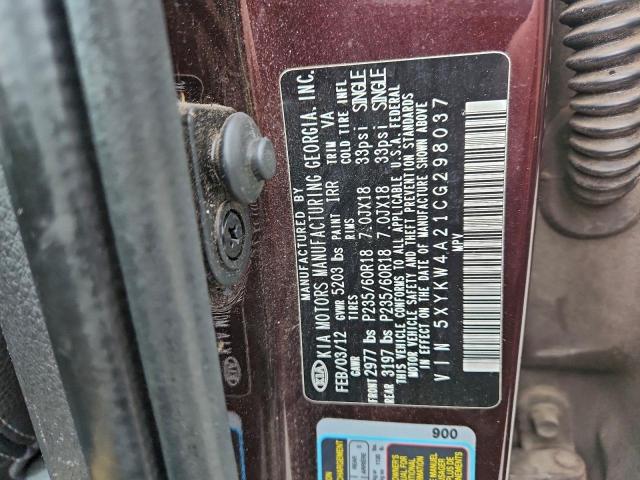 MANUFACTURED BY
KIA KIA MOTORS MANUFACTURING GEORGIA, INC.
FEB/03/12 GVWR 5203 lbs PAINT IRR TRIM VA
GAWR TIRES RIMS COLD TIRE INFL
FRONT 2977 lbs P235/60R18 7.0JX18 33psi SINGLE
REAR 3197 lbs P235/60R18 7.0JX18 33psi SINGLE
THIS VEHICLE CONFORMS TO ALL APPLICABLE U.S.A. FEDERAL
MOTOR VEHICLE SAFETY AND THEFT PREVENTION STANDARDS
IN EFFECT ON THE DATE OF MANUFACTURE SHOWN ABOVE
VIN 5XYKW4A21CG298037
MPV
KIA
900